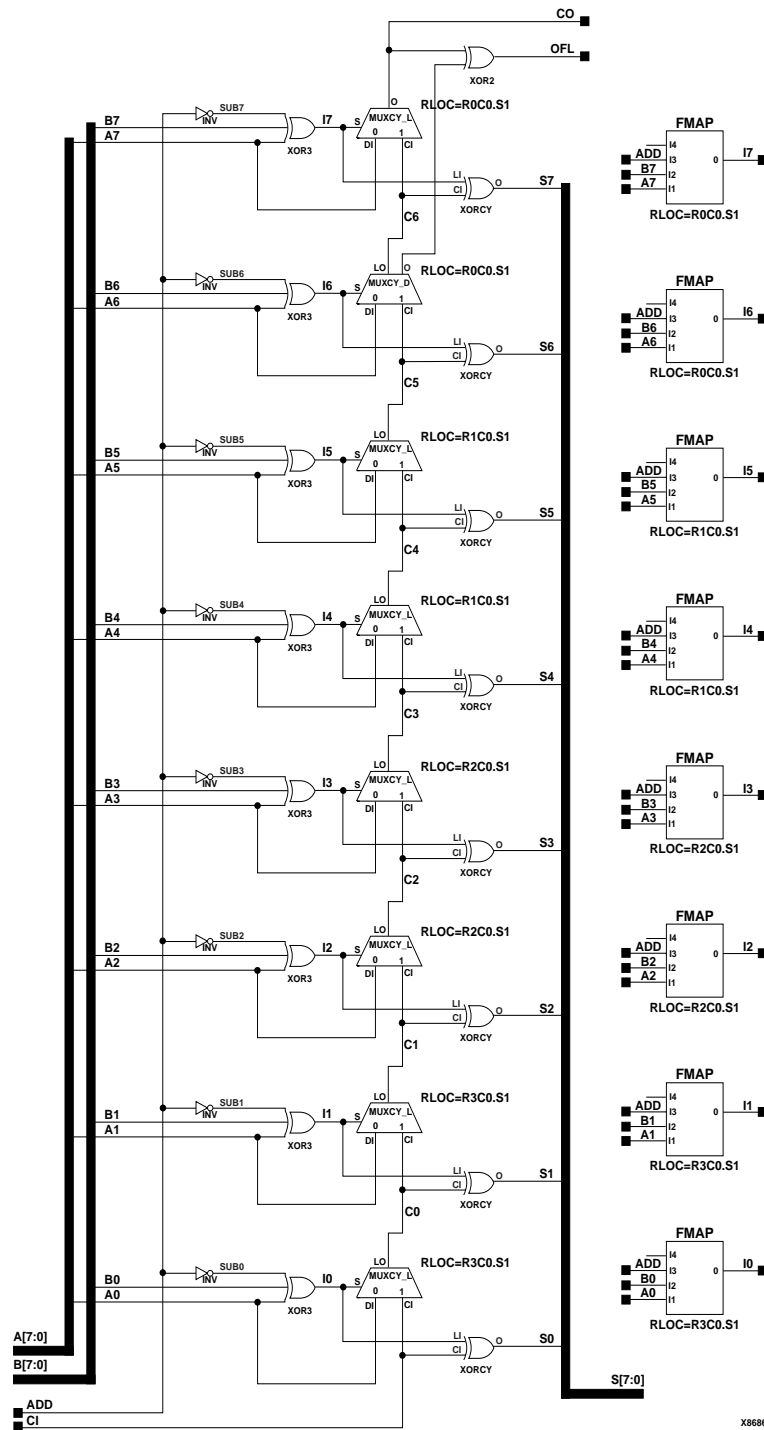 CO
OFL
XOR2
O
RLOC=R0C0.S1
SUB7
INV
B7
A7
XOR3
I7
S
MUXCY_L
0 1
DI CI
LI
CI
O
XORCY
S7
C6
FMAP
I4
ADD I3
B7 I2
A7 I1
0
I7
RLOC=R0C0.S1
LO O
RLOC=R0C0.S1
SUB6
INV
B6
A6
XOR3
I6
S
MUXCY_D
0 1
DI CI
LI
CI
O
XORCY
S6
C5
FMAP
I4
ADD I3
B6 I2
A6 I1
0
I6
RLOC=R0C0.S1
LO
RLOC=R1C0.S1
SUB5
INV
B5
A5
XOR3
I5
S
MUXCY_L
0 1
DI CI
LI
CI
O
XORCY
S5
C4
FMAP
I4
ADD I3
B5 I2
A5 I1
0
I5
RLOC=R1C0.S1
LO
RLOC=R1C0.S1
SUB4
INV
B4
A4
XOR3
I4
S
MUXCY_L
0 1
DI CI
LI
CI
O
XORCY
S4
C3
FMAP
I4
ADD I3
B4 I2
A4 I1
0
I4
RLOC=R1C0.S1
LO
RLOC=R2C0.S1
SUB3
INV
B3
A3
XOR3
I3
S
MUXCY_L
0 1
DI CI
LI
CI
O
XORCY
S3
C2
FMAP
I4
ADD I3
B3 I2
A3 I1
0
I3
RLOC=R2C0.S1
LO
RLOC=R2C0.S1
SUB2
INV
B2
A2
XOR3
I2
S
MUXCY_L
0 1
DI CI
LI
CI
O
XORCY
S2
C1
FMAP
I4
ADD I3
B2 I2
A2 I1
0
I2
RLOC=R2C0.S1
LO
RLOC=R3C0.S1
SUB1
INV
B1
A1
XOR3
I1
S
MUXCY_L
0 1
DI CI
LI
CI
O
XORCY
S1
C0
FMAP
I4
ADD I3
B1 I2
A1 I1
0
I1
RLOC=R3C0.S1
LO
RLOC=R3C0.S1
SUB0
INV
B0
A0
XOR3
I0
S
MUXCY_L
0 1
DI CI
LI
CI
O
XORCY
S0
FMAP
I4
ADD I3
B0 I2
A0 I1
0
I0
RLOC=R3C0.S1
A[7:0]
B[7:0]
S[7:0]
ADD
CI
X8686